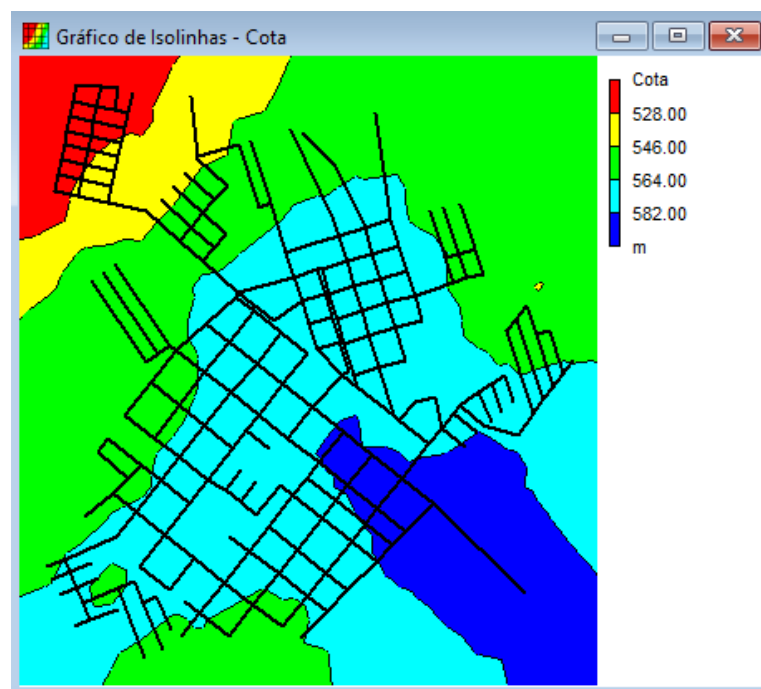 Gráfico de Isolinhas - Cota
Cota
528.00
546.00
564.00
582.00
m